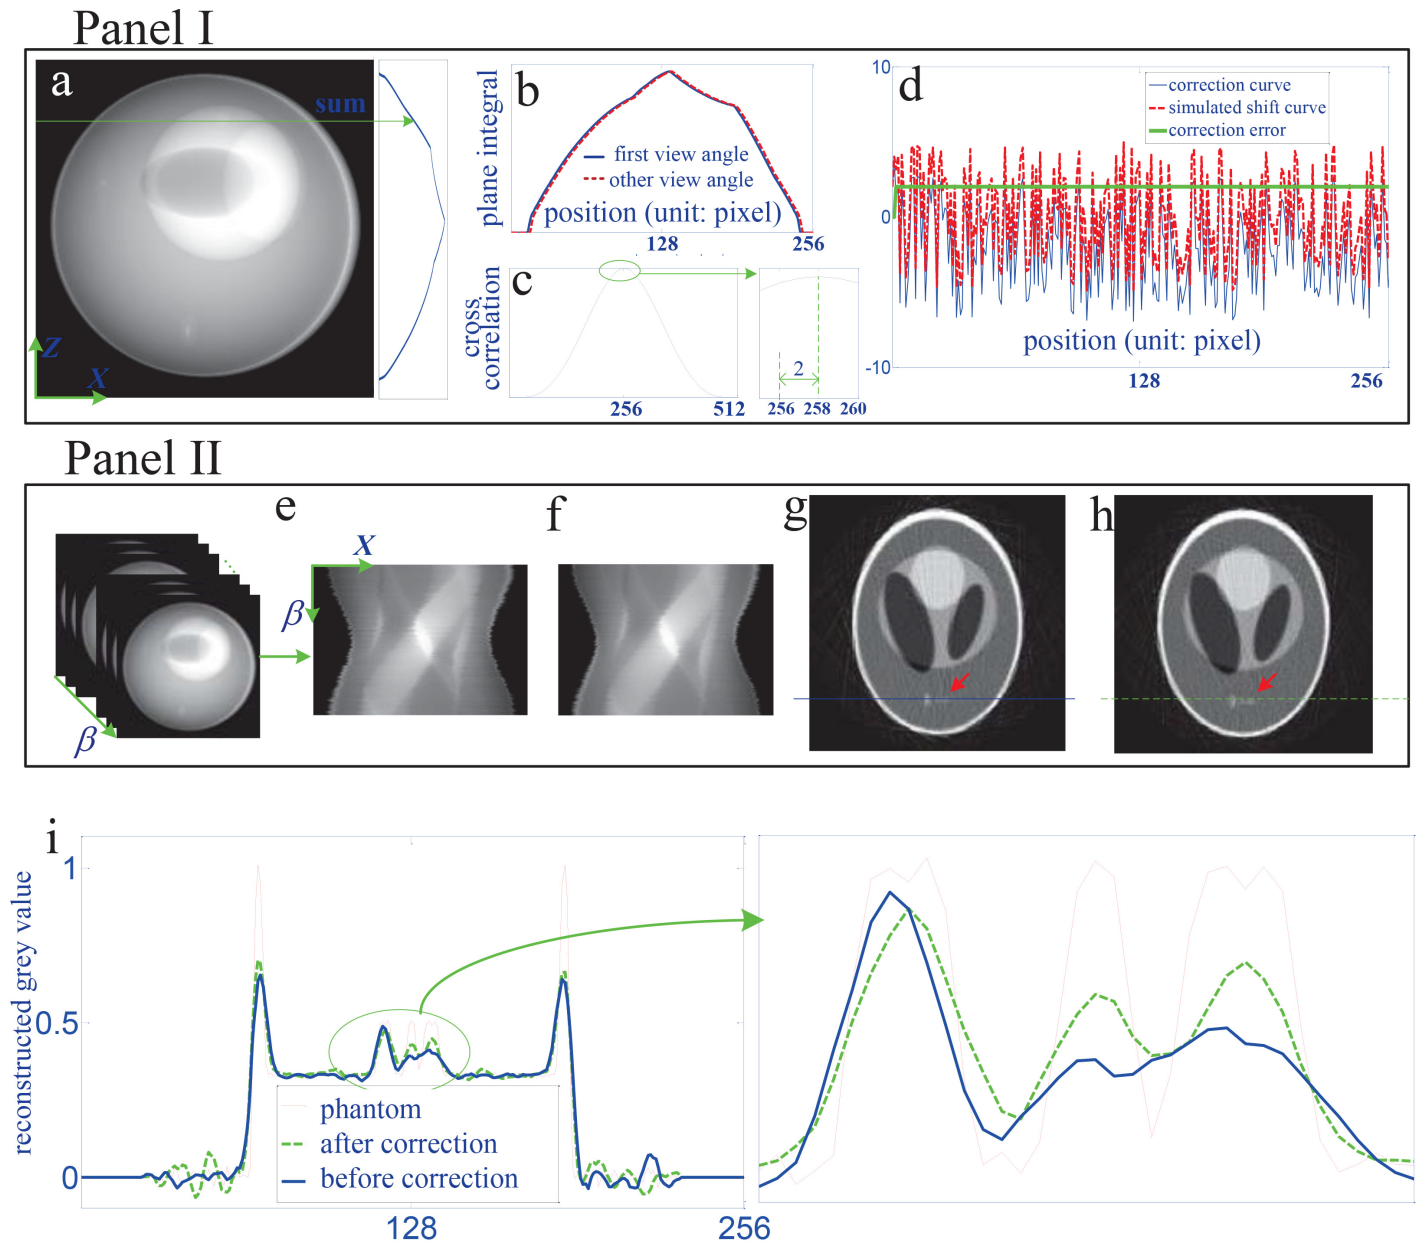 Panel I
a
sum
Z
X
b
plane integral
first view angle
other view angle
position (unit: pixel)
128
256
c
cross
correlation
256
512
2
256
258
260
d
10
0
-10
correction curve
simulated shift curve
correction error
position (unit: pixel)
128
256
Panel II
β
e
X
β
f
g
h
i
reconstructed grey value
1
0.5
0
phantom
after correction
before correction
128
256